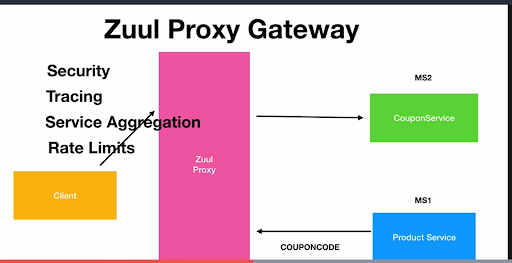 Zuul Proxy Gateway
Security
Tracing
Service Aggregation
Rate Limits
Client
Zuul
Proxy
MS2
CouponService
MS1
Product Service
COUPONCODE